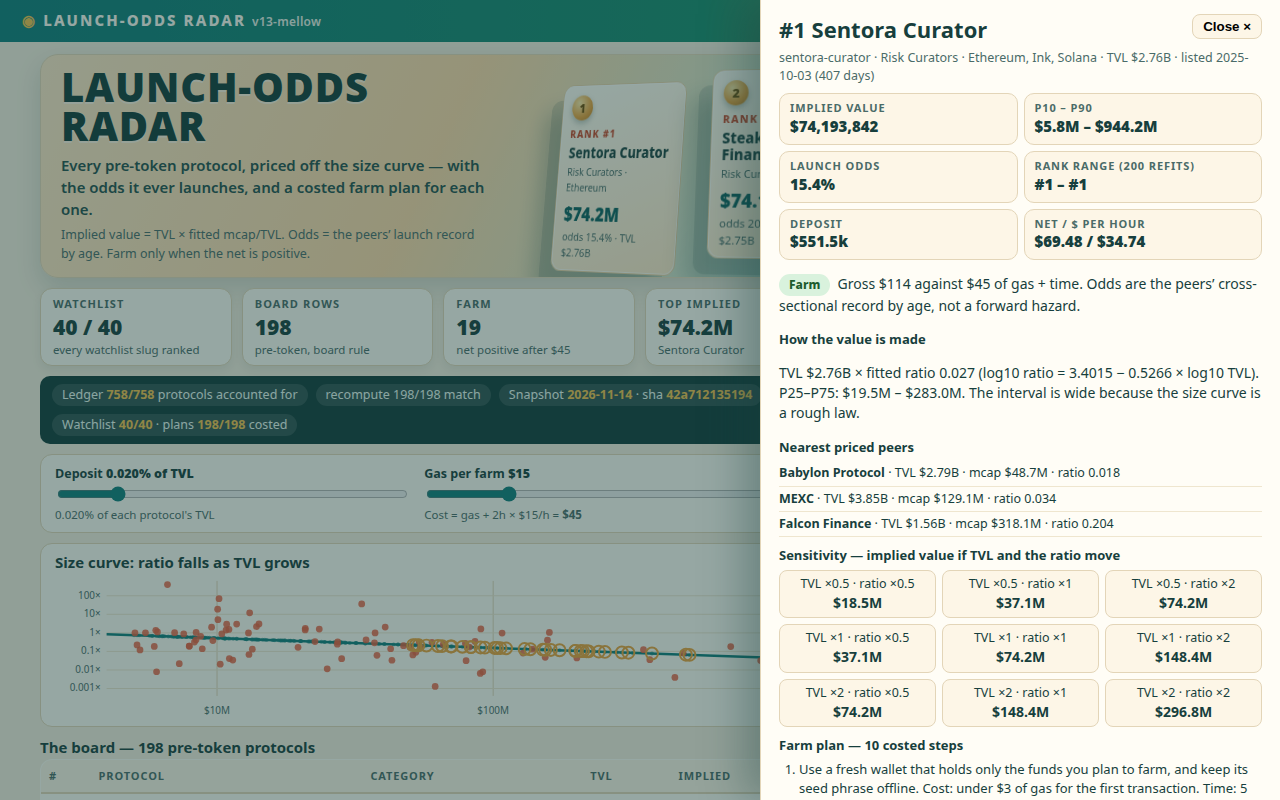 ◉ LAUNCH-ODDS RADAR v13-mellow
LAUNCH-ODDS
RADAR
Every pre-token protocol, priced off the size curve — with
the odds it ever launches, and a costed farm plan for each
one.
Implied value = TVL × fitted mcap/TVL. Odds = the peers’ launch record
by age. Farm only when the net is positive.
1
RANK #1
Sentora Curator
Risk Curators ·
Ethereum
$74.2M
odds 15.4% · TVL
$2.76B
2
RANK
Steak
Finan
Risk Cur
$74.
odds 20
$2.75B
WATCHLIST
40 / 40
every watchlist slug ranked
BOARD ROWS
198
pre-token, board rule
FARM
19
net positive after $45
TOP IMPLIED
$74.2M
Sentora Curator
Ledger 758/758 protocols accounted for
recompute 198/198 match
Snapshot 2026-11-14 · sha 42a712135194
Watchlist 40/40 · plans 198/198 costed
Deposit 0.020% of TVL
0.020% of each protocol's TVL
Gas per farm $15
Cost = gas + 2h × $15/h = $45
Size curve: ratio falls as TVL grows
100×
10×
1×
0.1×
0.01×
0.001×
$10M
$100M
The board — 198 pre-token protocols
# PROTOCOL CATEGORY TVL IMPLIED
#1 Sentora Curator
Close ×
sentora-curator · Risk Curators · Ethereum, Ink, Solana · TVL $2.76B · listed 2025-
10-03 (407 days)
IMPLIED VALUE
$74,193,842
P10 – P90
$5.8M – $944.2M
LAUNCH ODDS
15.4%
RANK RANGE (200 REFITS)
#1 – #1
DEPOSIT
$551.5k
NET / $ PER HOUR
$69.48 / $34.74
Farm Gross $114 against $45 of gas + time. Odds are the peers’ cross-
sectional record by age, not a forward hazard.
How the value is made
TVL $2.76B × fitted ratio 0.027 (log10 ratio = 3.4015 − 0.5266 × log10 TVL).
P25–P75: $19.5M – $283.0M. The interval is wide because the size curve is
a rough law.
Nearest priced peers
Babylon Protocol · TVL $2.79B · mcap $48.7M · ratio 0.018
MEXC · TVL $3.85B · mcap $129.1M · ratio 0.034
Falcon Finance · TVL $1.56B · mcap $318.1M · ratio 0.204
Sensitivity — implied value if TVL and the ratio move
TVL ×0.5 · ratio ×0.5
$18.5M
TVL ×0.5 · ratio ×1
$37.1M
TVL ×0.5 · ratio ×2
$74.2M
TVL ×1 · ratio ×0.5
$37.1M
TVL ×1 · ratio ×1
$74.2M
TVL ×1 · ratio ×2
$148.4M
TVL ×2 · ratio ×0.5
$74.2M
TVL ×2 · ratio ×1
$148.4M
TVL ×2 · ratio ×2
$296.8M
Farm plan — 10 costed steps
1. Use a fresh wallet that holds only the funds you plan to farm, and keep its
seed phrase offline. Cost: under $3 of gas for the first transaction. Time: 5